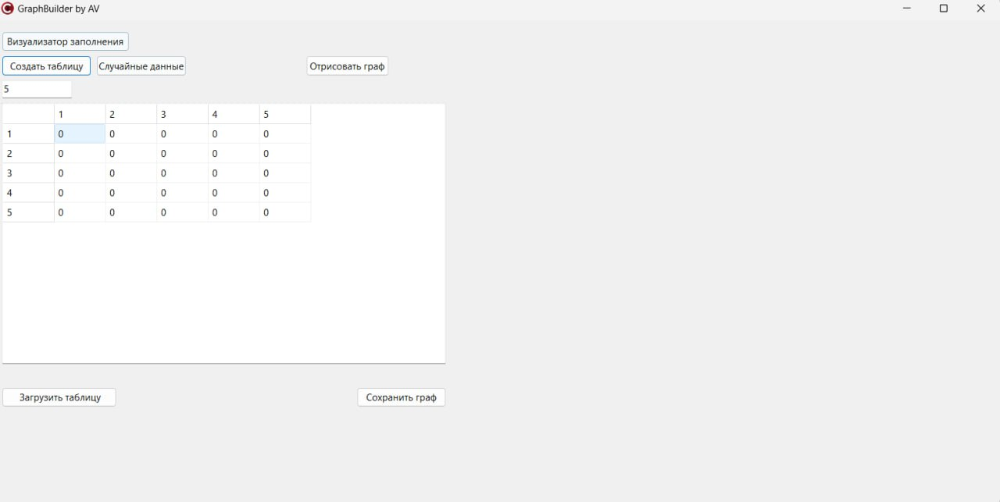 GraphBuilder by AV
Визуализатор заполнения
Создать таблицу Случайные данные Отрисовать граф
5
1 2 3 4 5
1 0 0 0 0 0
2 0 0 0 0 0
3 0 0 0 0 0
4 0 0 0 0 0
5 0 0 0 0 0
Загрузить таблицу Сохранить граф